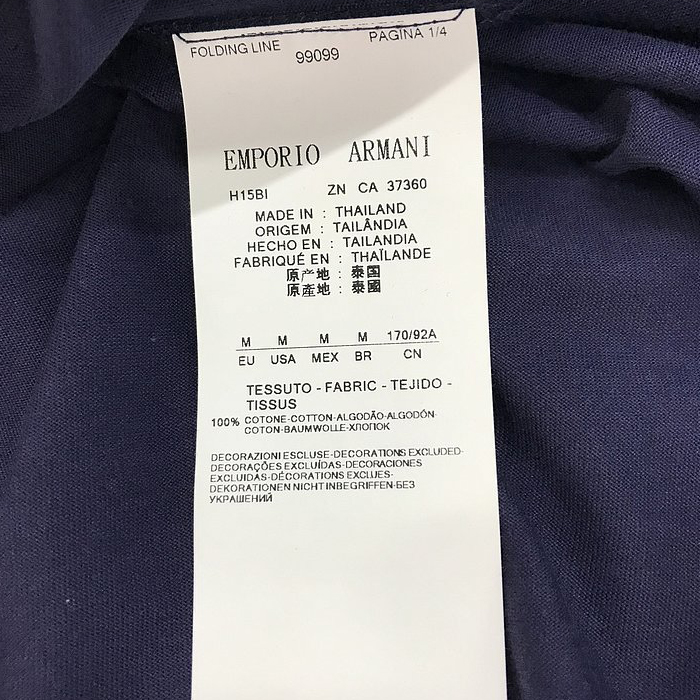 FOLDING LINE PAGINA 1/4
99099
EMPORIO ARMANI
H15BI ZN CA 37360
MADE IN : THAILAND
ORIGEM : TAILÂNDIA
HECHO EN : TAILANDIA
FABRIQUÉ EN : THAÏLANDE
原产地 : 泰国
原產地 : 泰國
M M M M 170/92A
EU USA MEX BR CN
TESSUTO - FABRIC - TEJIDO -
TISSUS
100% COTONE-COTTON-ALGODÃO-ALGODÓN-
COTON-BAUMWOLLE-ХЛОПОК
DECORAZIONI ESCLUSE-DECORATIONS EXCLUDED-
DECORAÇÕES EXCLUÍDAS-DECORACIONES
EXCLUIDAS-DÉCORATIONS EXCLUES-
DEKORATIONEN NICHT INBEGRIFFEN-БЕЗ
УКРАШЕНИЙ